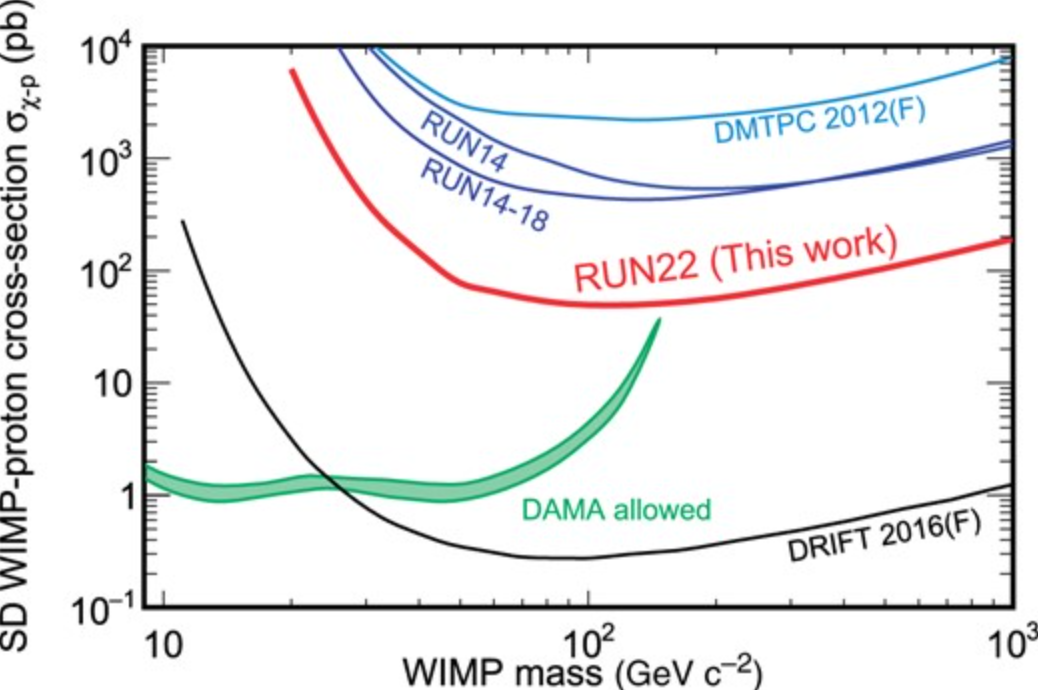 SD WIMP-proton cross-section σχ-p (pb)
10⁴
10³
10²
10
1
10⁻¹
DMTPC 2012(F)
RUN14
RUN14-18
RUN22 (This work)
DAMA allowed
DRIFT 2016(F)
10
10²
10³
WIMP mass (GeV c⁻²)